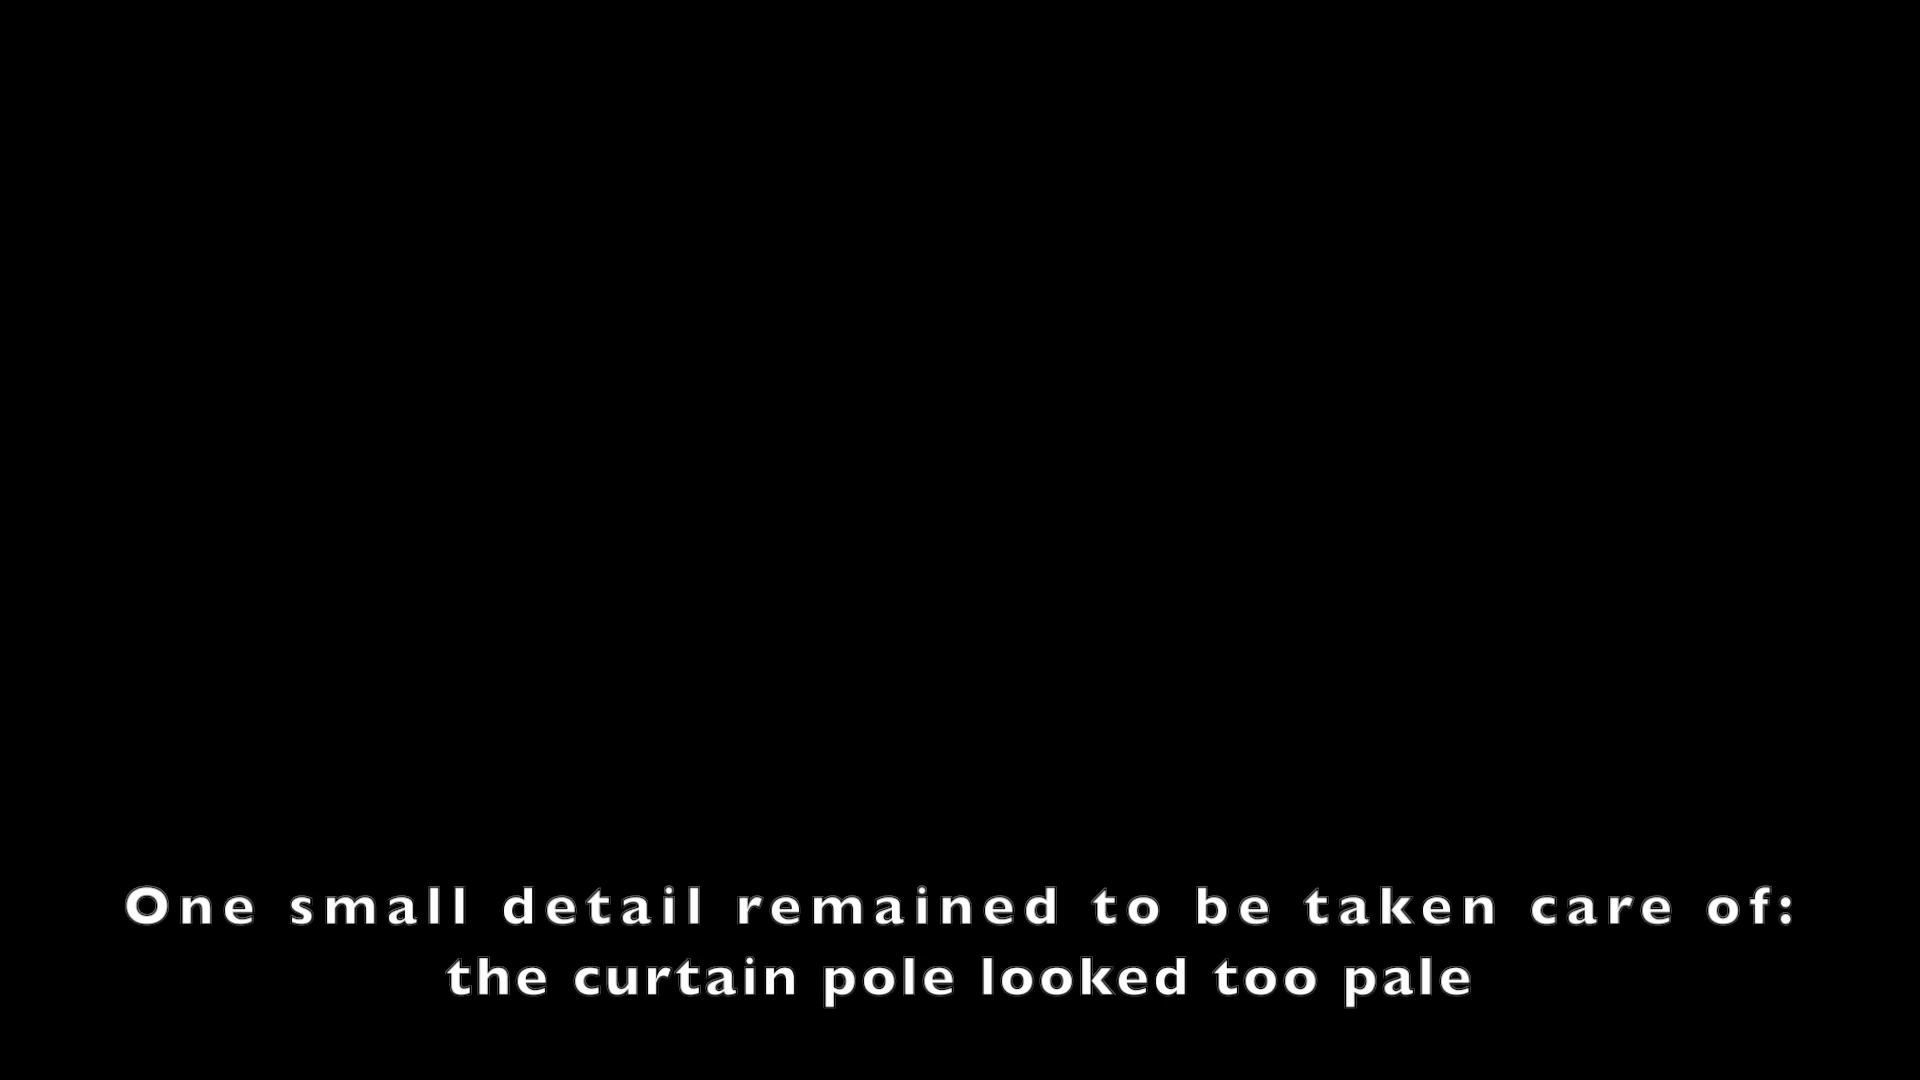 One small detail remained to be taken care of:
the curtain pole looked too pale